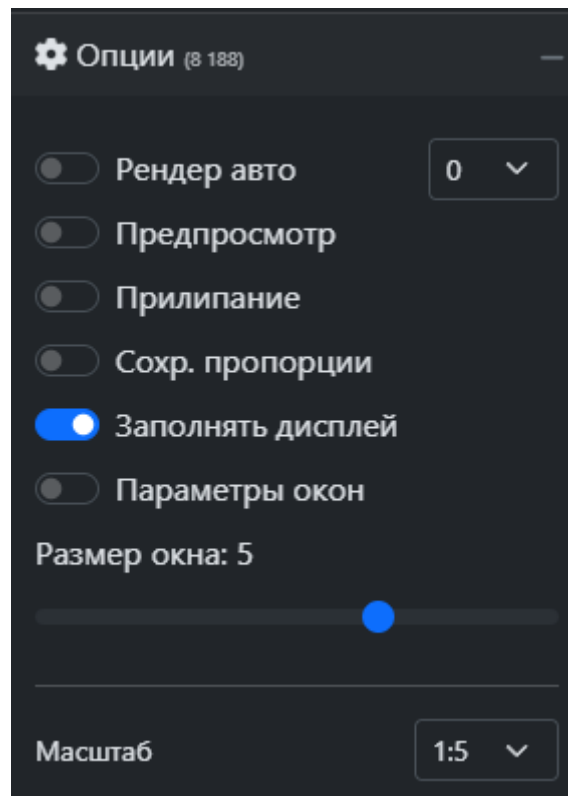 Опции (8 188)
Рендер авто 0
Предпросмотр
Прилипание
Сохр. пропорции
Заполнять дисплей
Параметры окон
Размер окна: 5
Масштаб 1:5